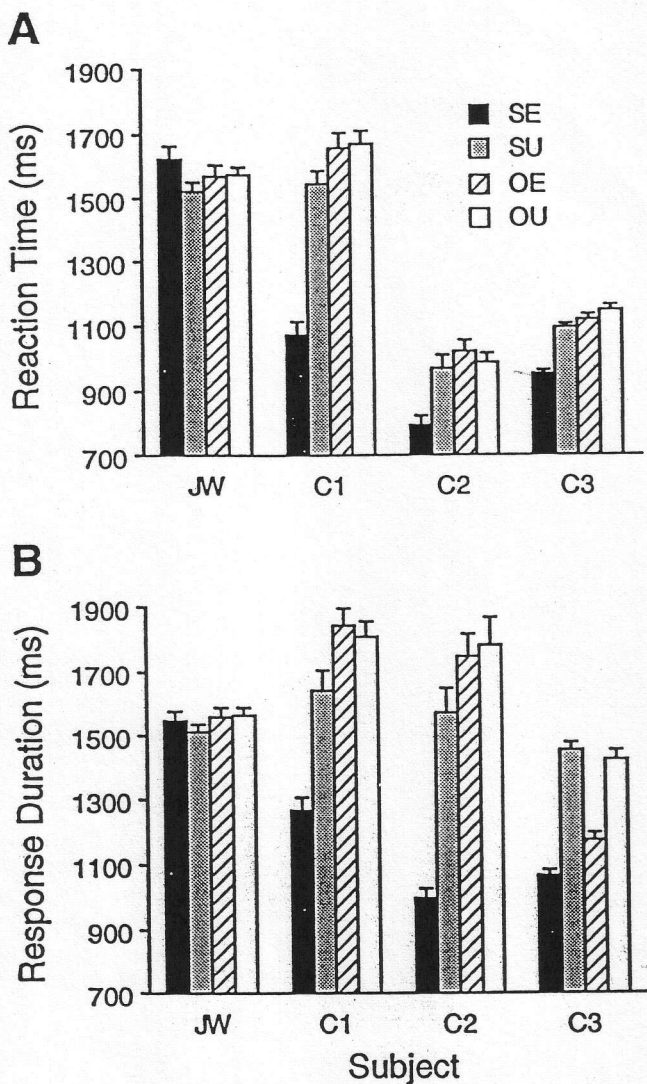 A
Reaction Time (ms)
1900
1700
1500
1300
1100
900
700
SE
SU
OE
OU
JW C1 C2 C3
B
Response Duration (ms)
1900
1700
1500
1300
1100
900
700
JW C1 C2 C3
Subject